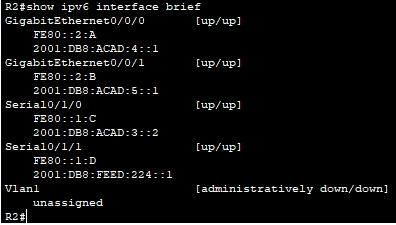 R2#show ipv6 interface brief
GigabitEthernet0/0/0 [up/up]
FE80::2:A
2001:DB8:ACAD:4::1
GigabitEthernet0/0/1 [up/up]
FE80::2:B
2001:DB8:ACAD:5::1
Serial0/1/0 [up/up]
FE80::1:C
2001:DB8:ACAD:3::2
Serial0/1/1 [up/up]
FE80::1:D
2001:DB8:FEED:224::1
Vlan1 [administratively down/down]
unassigned
R2#